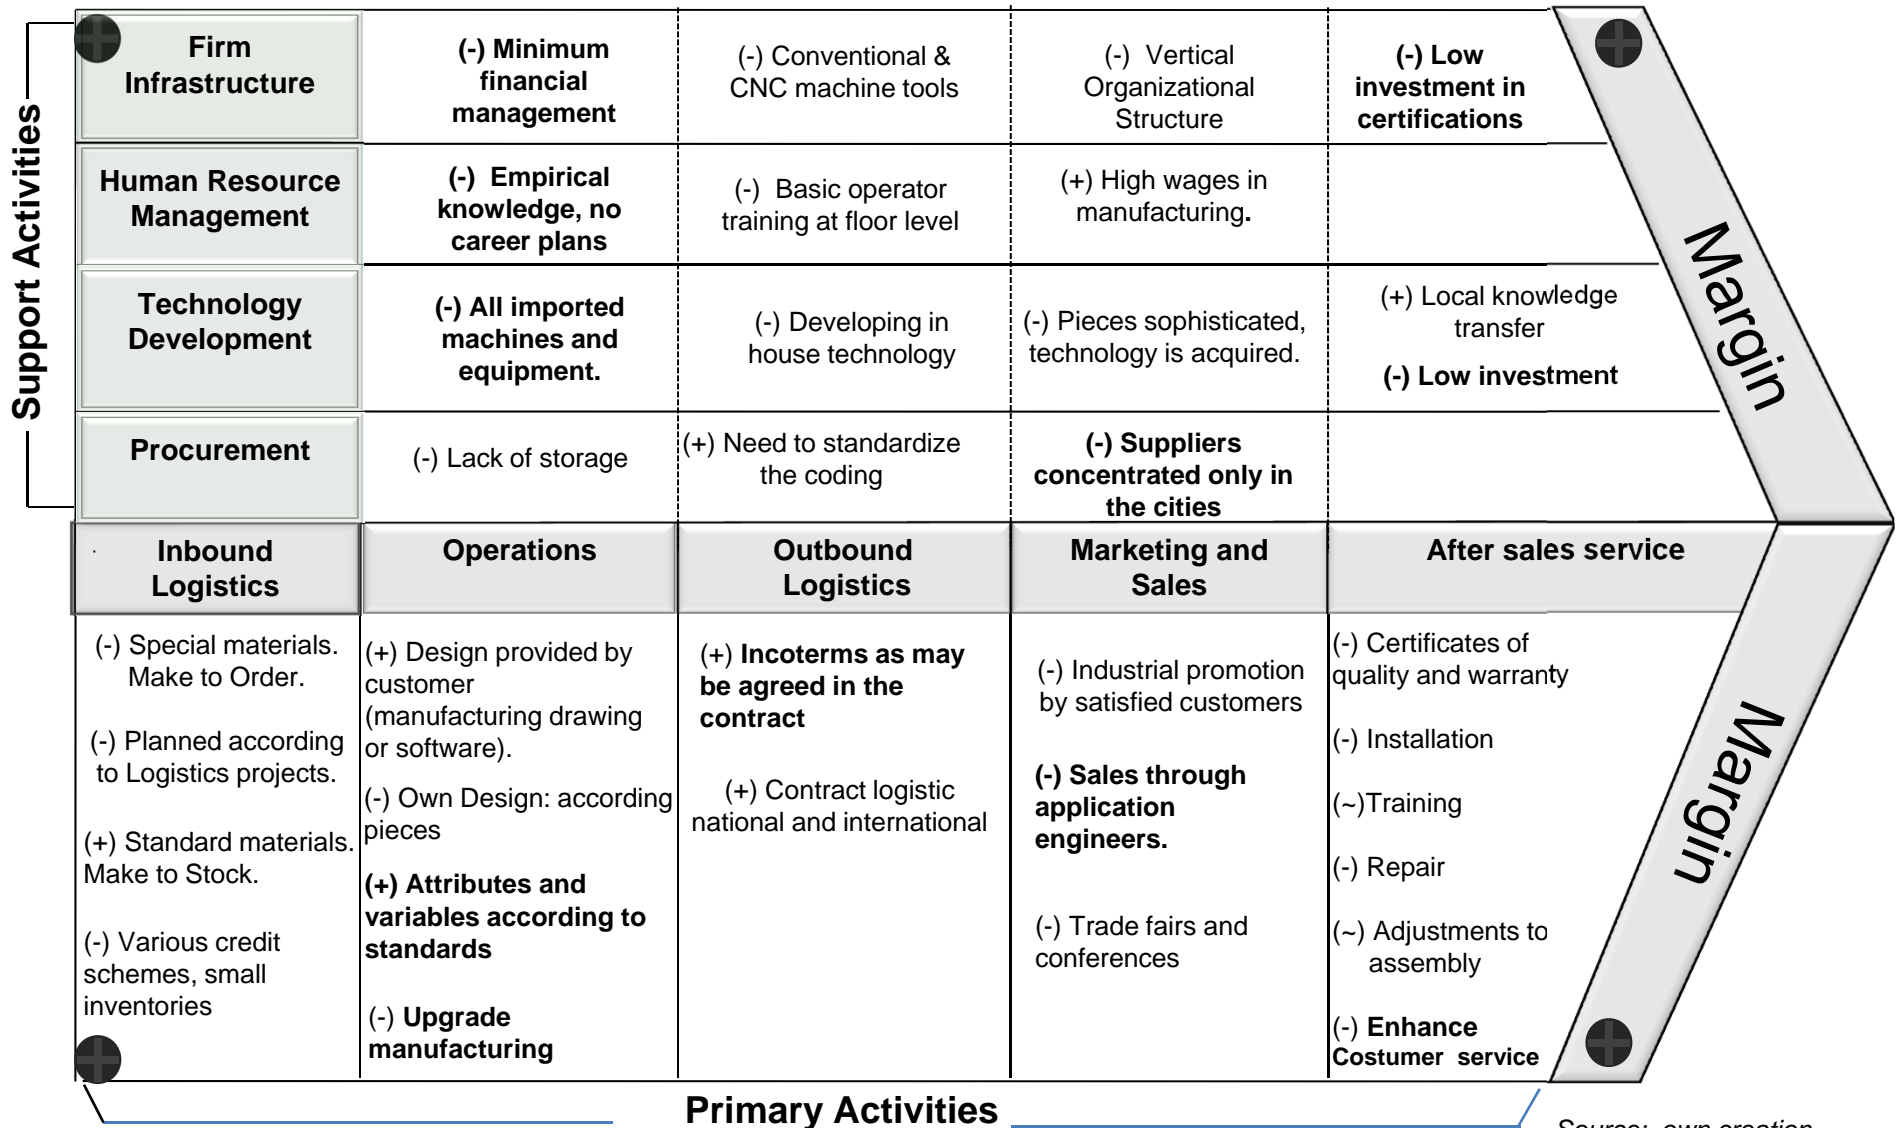 Support Activities
Firm
Infrastructure
(-) Minimum
financial
management
(-) Conventional &
CNC machine tools
(-) Vertical
Organizational
Structure
(-) Low
investment in
certifications
Human Resource
Management
(-) Empirical
knowledge, no
career plans
(-) Basic operator
training at floor level
(+) High wages in
manufacturing.
Technology
Development
(-) All imported
machines and
equipment.
(-) Developing in
house technology
(-) Pieces sophisticated,
technology is acquired.
(+) Local knowledge
transfer
(-) Low investment
Procurement
(-) Lack of storage
(+) Need to standardize
the coding
(-) Suppliers
concentrated only in
the cities
Margin
Inbound
Logistics
Operations
Outbound
Logistics
Marketing and
Sales
After sales service
(-) Special materials.
Make to Order.
(-) Planned according
to Logistics projects.
(+) Standard materials.
Make to Stock.
(-) Various credit
schemes, small
inventories
(+) Design provided by
customer
(manufacturing drawing
or software).
(-) Own Design: according
pieces
(+) Attributes and
variables according to
standards
(-) Upgrade
manufacturing
(+) Incoterms as may
be agreed in the
contract
(+) Contract logistic
national and international
(-) Industrial promotion
by satisfied customers
(-) Sales through
application
engineers.
(-) Trade fairs and
conferences
(-) Certificates of
quality and warranty
(-) Installation
(~)Training
(-) Repair
(~) Adjustments to
assembly
(-) Enhance
Costumer service
Margin
Primary Activities
Source: own creation